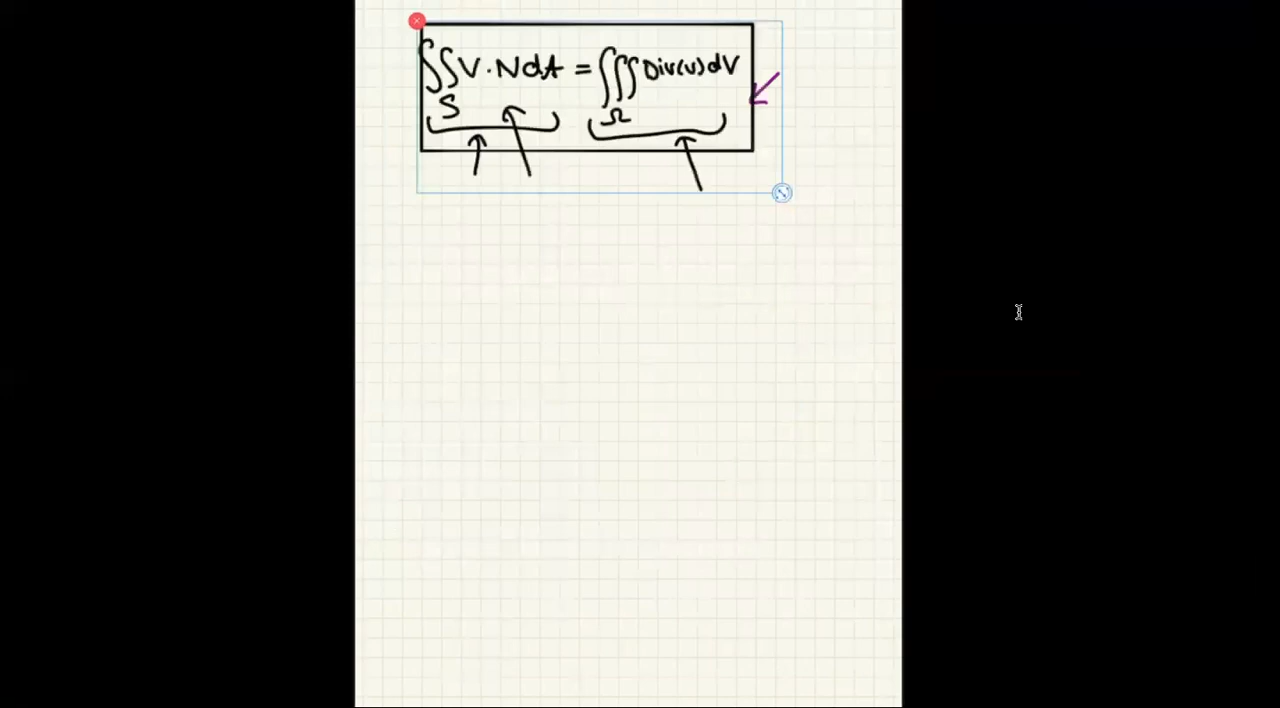 ∬V·NdA = ∭Div(v)dV
S Ω